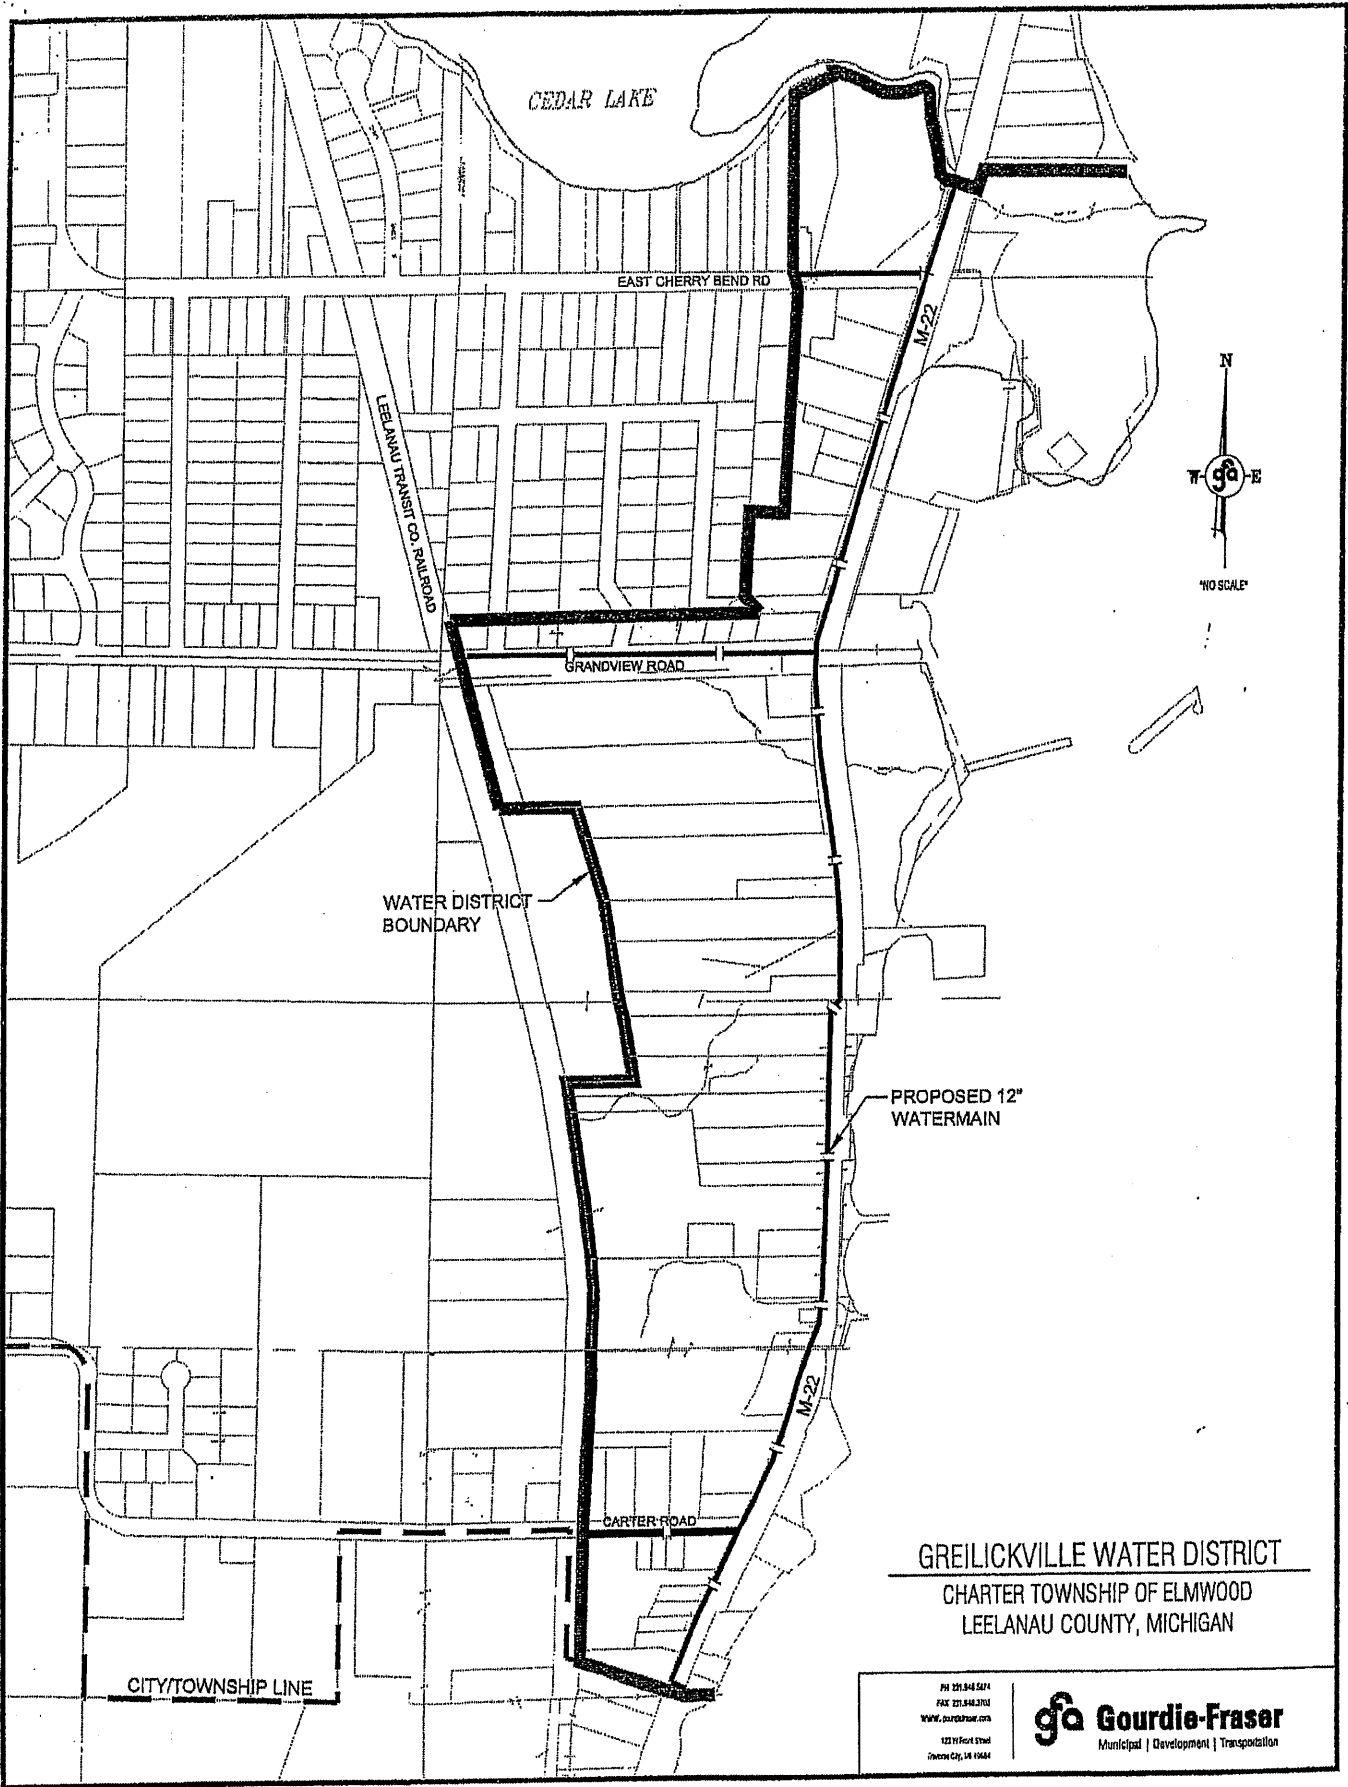 CEDAR LAKE
EAST CHERRY BEND RD
M-22
N
W
gfa
E
"NO SCALE"
LEELANAU TRANSIT CO. RAILROAD
GRANDVIEW ROAD
WATER DISTRICT
BOUNDARY
PROPOSED 12"
WATERMAIN
M-22
CARTER ROAD
CITY/TOWNSHIP LINE
GREILICKVILLE WATER DISTRICT
CHARTER TOWNSHIP OF ELMWOOD
LEELANAU COUNTY, MICHIGAN
gfa Gourdie-Fraser
Municipal | Development | Transportation